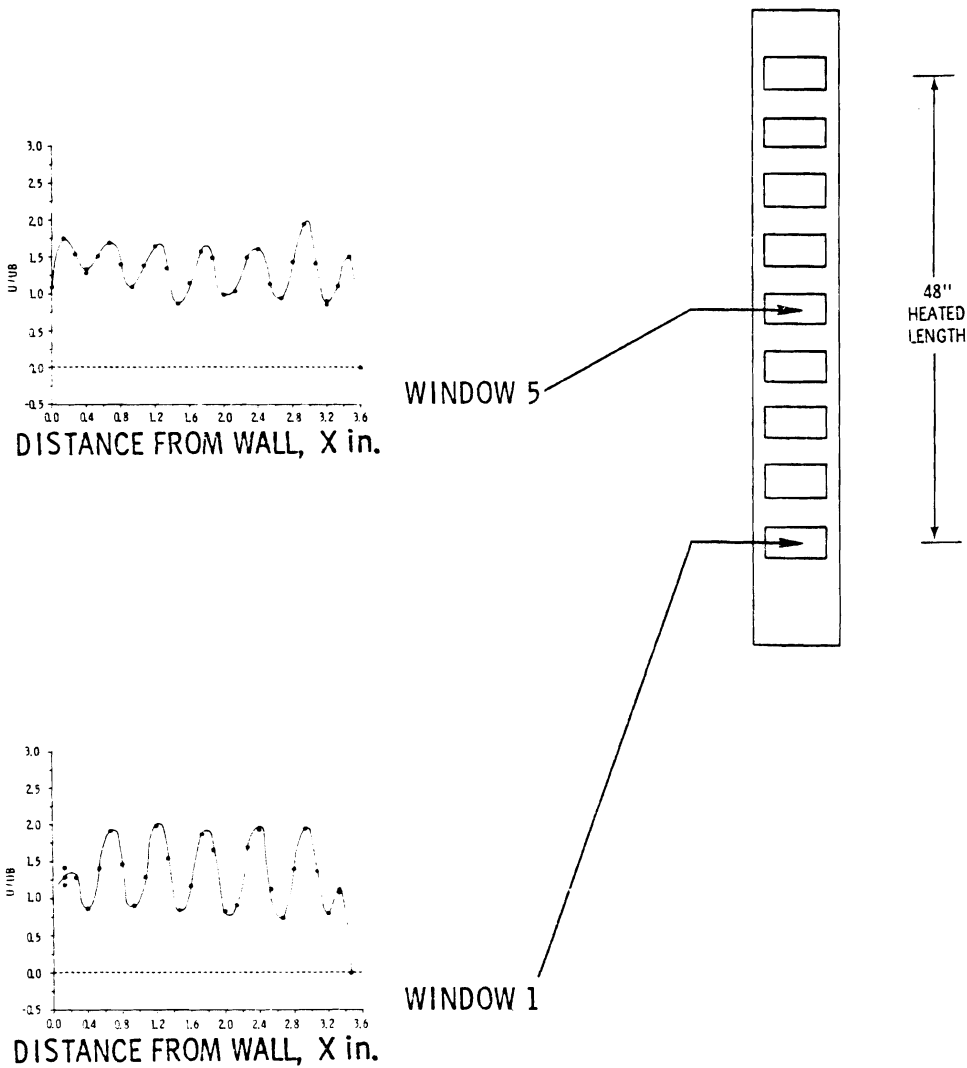 3.0
2.5
2.0
1.5
1.0
0.5
0.0
-0.5
U/UB
0.0 0.4 0.8 1.2 1.6 2.0 2.4 2.8 3.2 3.6
DISTANCE FROM WALL, X in.
WINDOW 5
48"
HEATED
LENGTH
3.0
2.5
2.0
1.5
1.0
0.5
0.0
-0.5
U/UB
0.0 0.4 0.8 1.2 1.6 2.0 2.4 2.8 3.2 3.6
DISTANCE FROM WALL, X in.
WINDOW 1